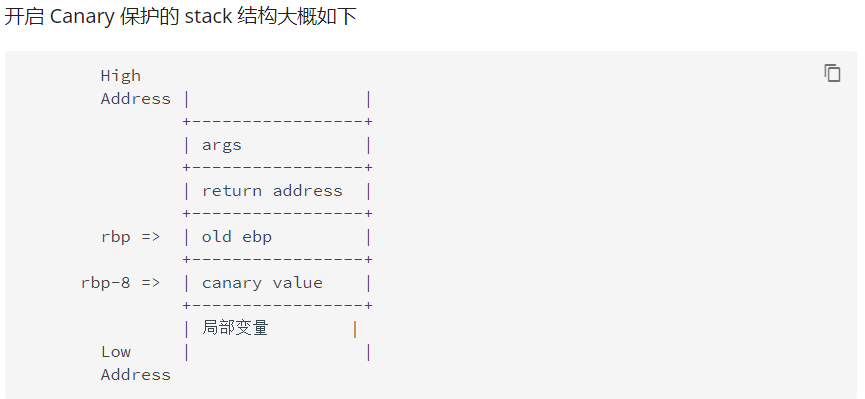 开启 Canary 保护的 stack 结构大概如下
High
Address |                 |
+-----------------+
| args            |
+-----------------+
| return address  |
+-----------------+
rbp => | old ebp         |
+-----------------+
rbp-8 => | canary value    |
+-----------------+
| 局部变量        |
Low     |                 |
Address